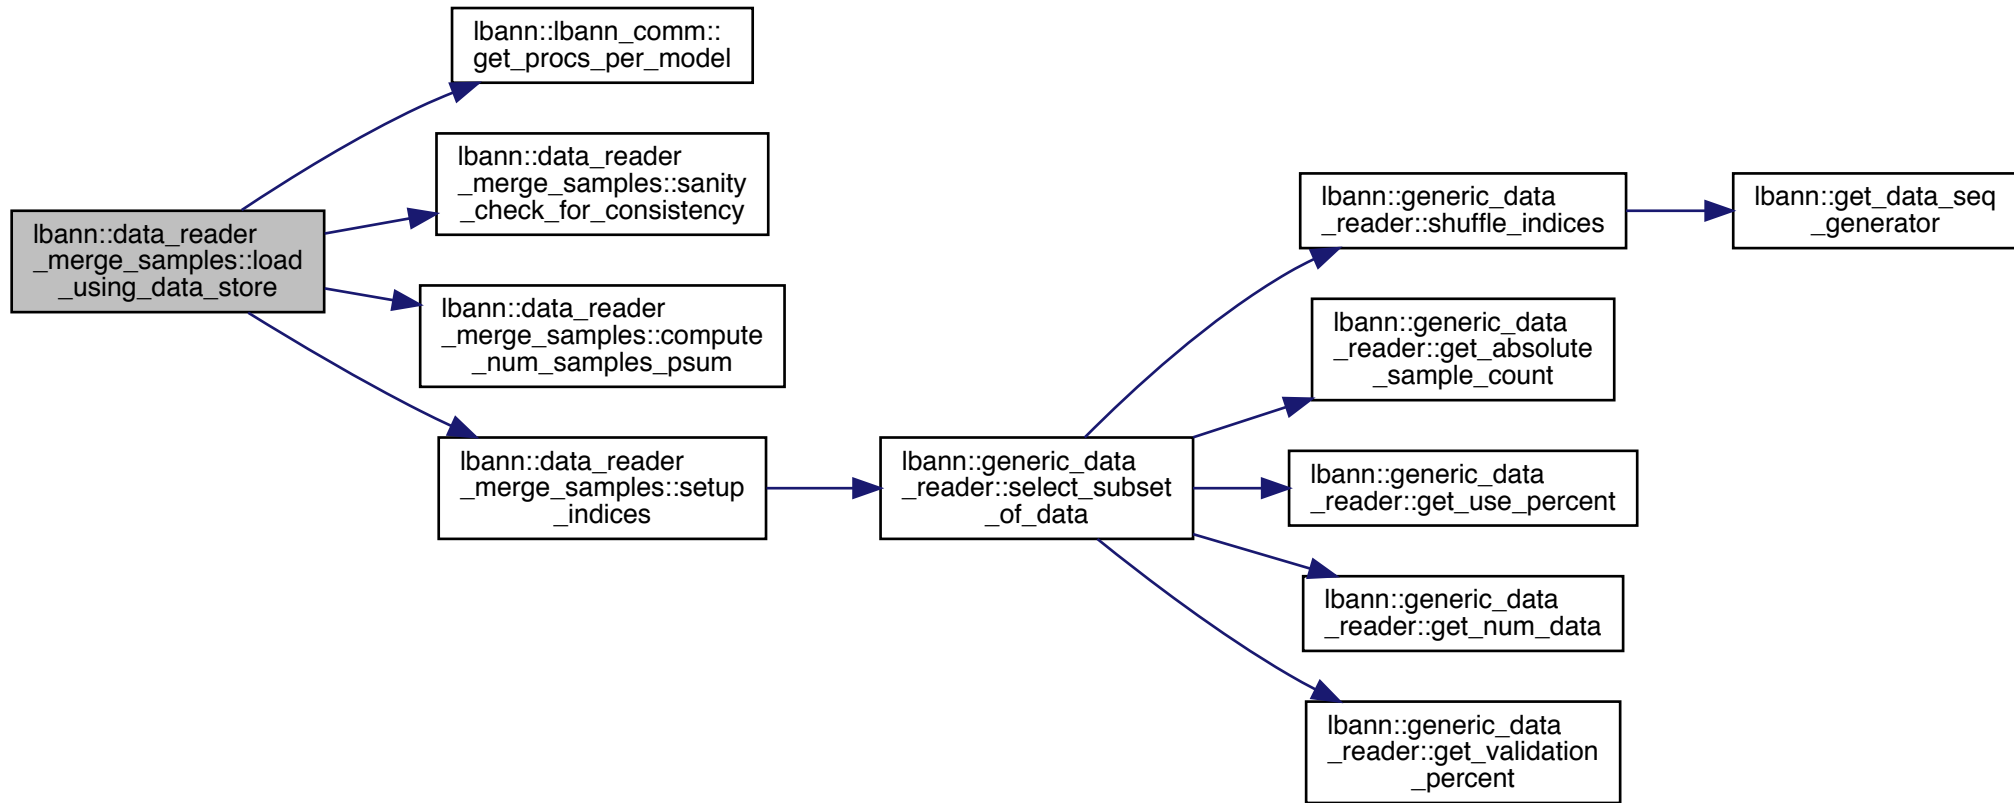 lbann::lbann_comm::
get_procs_per_model
lbann::data_reader
_merge_samples::sanity
_check_for_consistency
lbann::data_reader
_merge_samples::load
_using_data_store
lbann::data_reader
_merge_samples::compute
_num_samples_psum
lbann::data_reader
_merge_samples::setup
_indices
lbann::generic_data
_reader::select_subset
_of_data
lbann::generic_data
_reader::shuffle_indices
lbann::get_data_seq
_generator
lbann::generic_data
_reader::get_absolute
_sample_count
lbann::generic_data
_reader::get_use_percent
lbann::generic_data
_reader::get_num_data
lbann::generic_data
_reader::get_validation
_percent